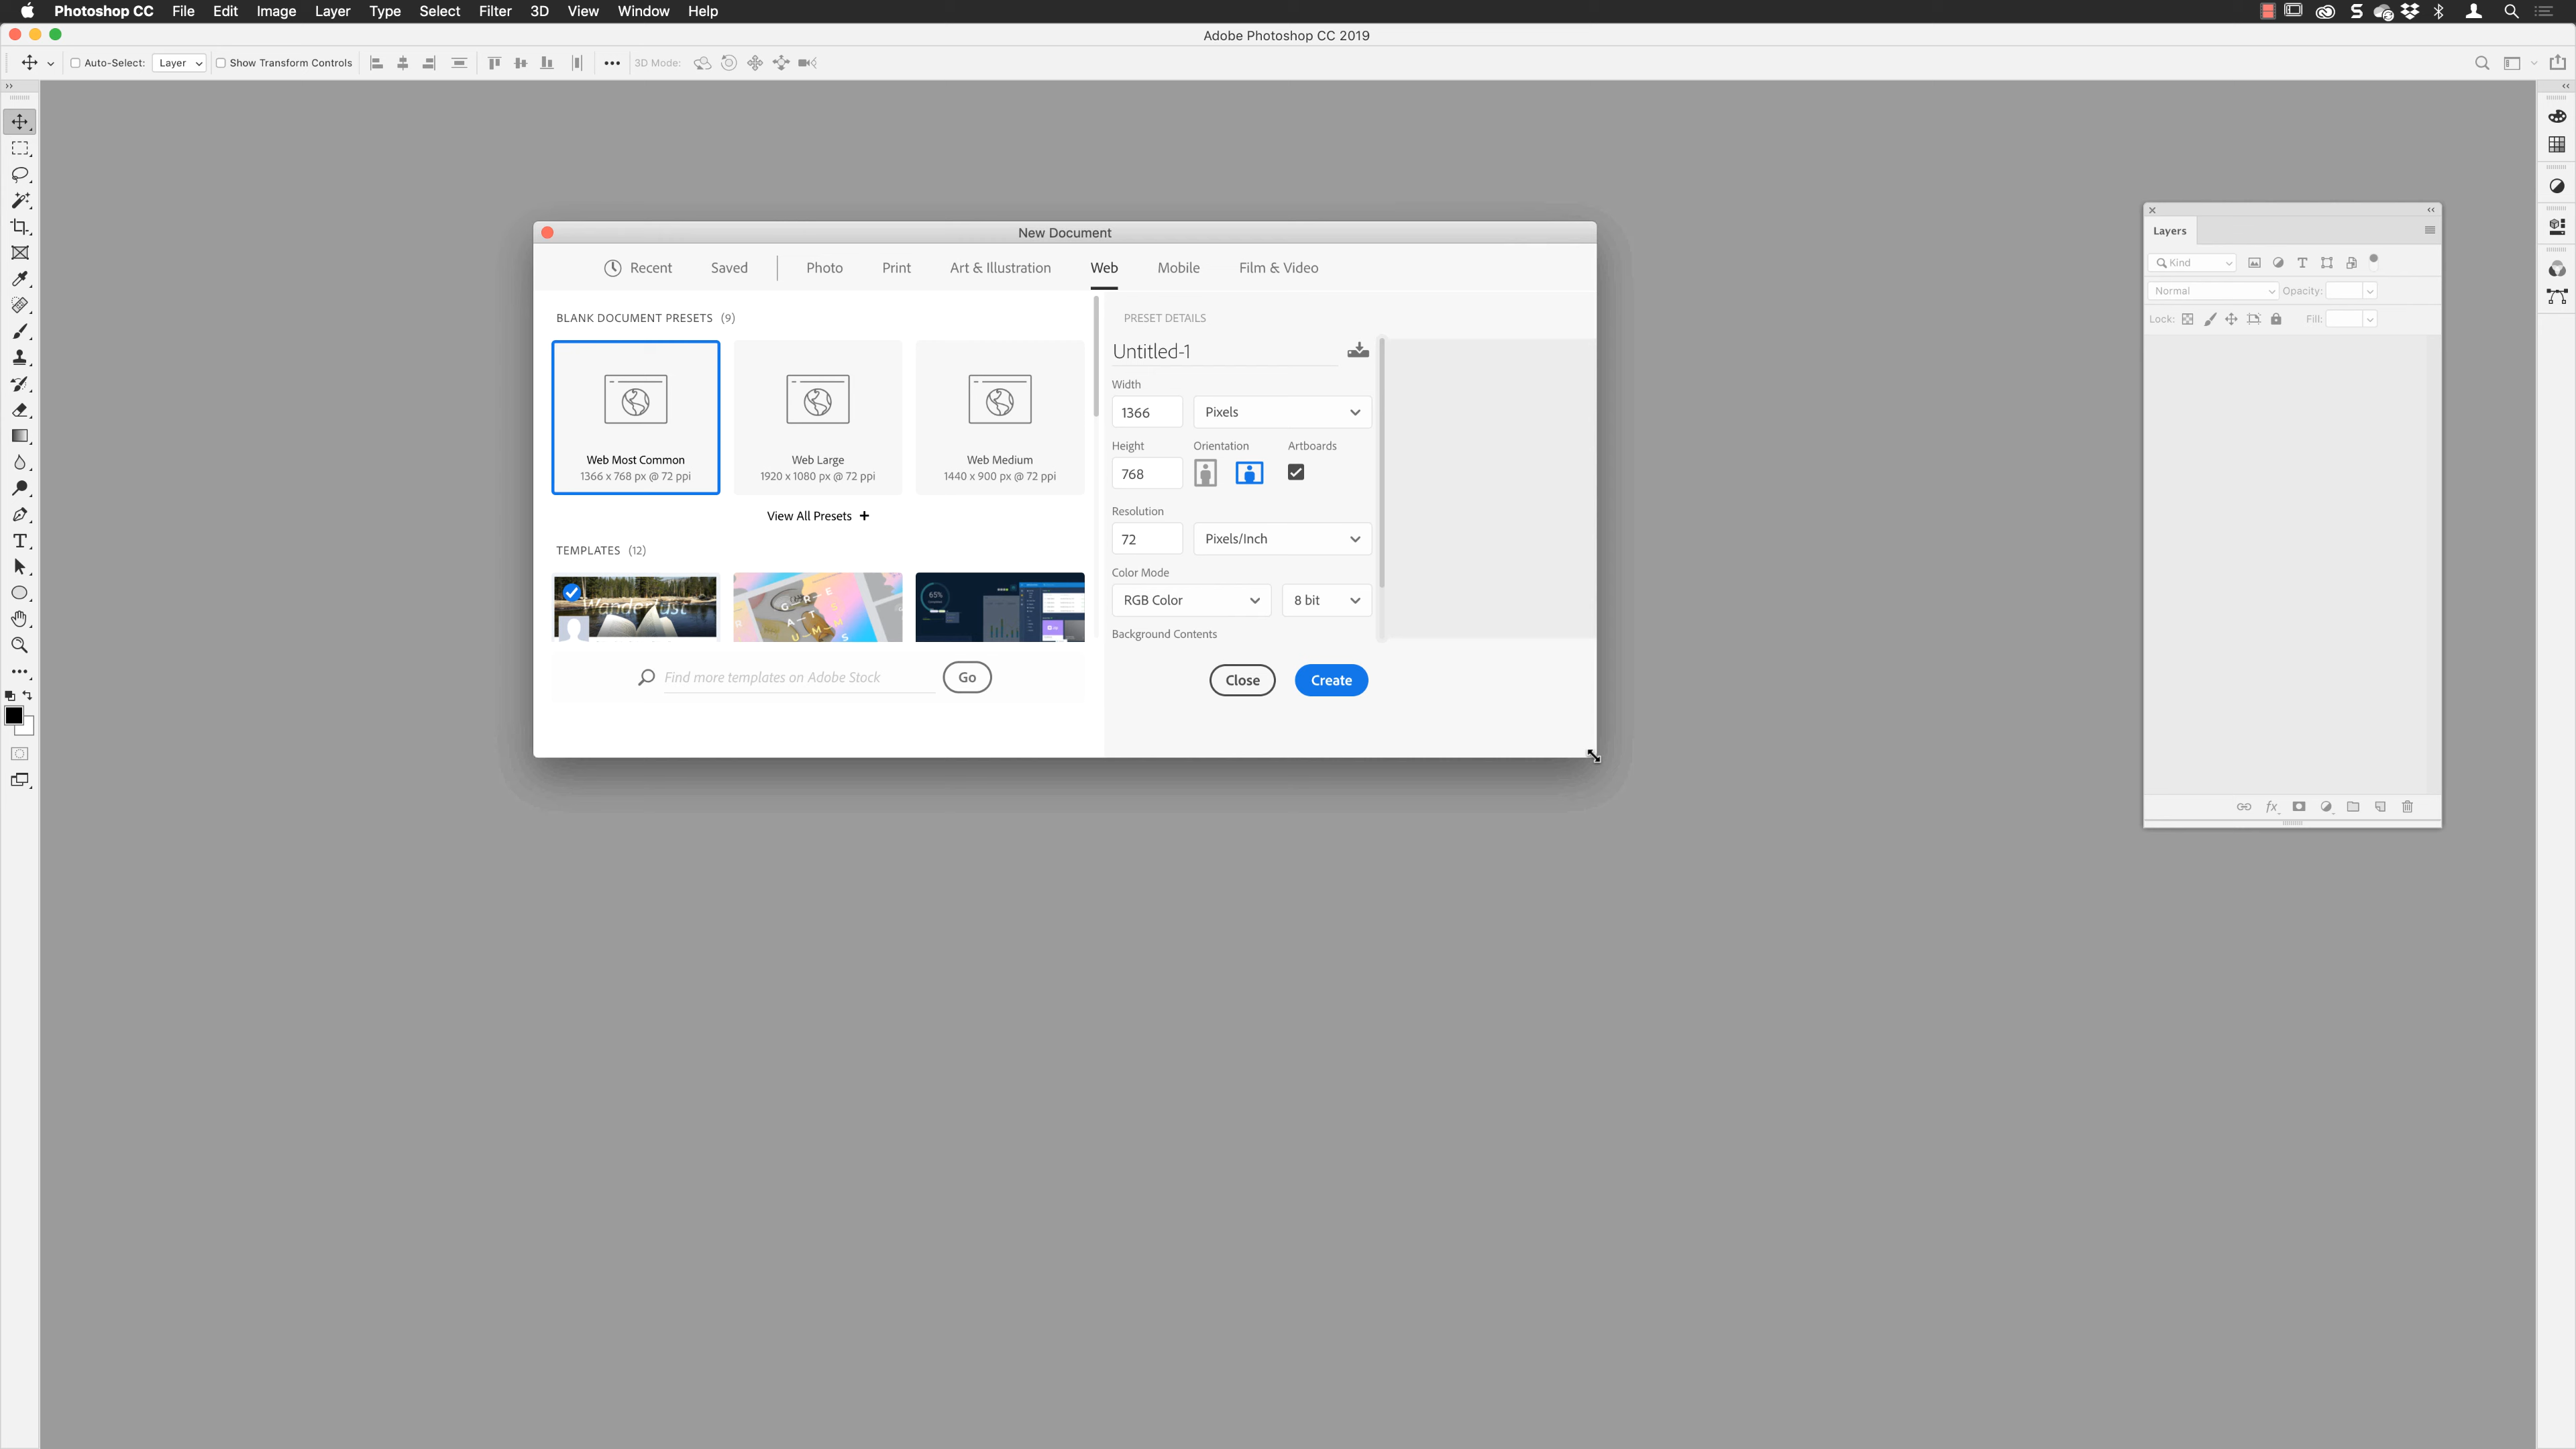 Photoshop CC File Edit Image Layer Type Select Filter 3D View Window Help
Adobe Photoshop CC 2019
Auto-Select: Layer Show Transform Controls 3D Mode:
New Document
Recent Saved Photo Print Art & Illustration Web Mobile Film & Video
BLANK DOCUMENT PRESETS (9)
Web Most Common
1366 x 768 px @ 72 ppi
Web Large
1920 x 1080 px @ 72 ppi
Web Medium
1440 x 900 px @ 72 ppi
View All Presets +
TEMPLATES (12)
Wanderlust
65%
Find more templates on Adobe Stock
Go
PRESET DETAILS
Untitled-1
Width
1366 Pixels
Height Orientation Artboards
768
Resolution
72 Pixels/Inch
Color Mode
RGB Color 8 bit
Background Contents
Close Create
Layers
Kind
Normal Opacity:
Lock: Fill:
fx